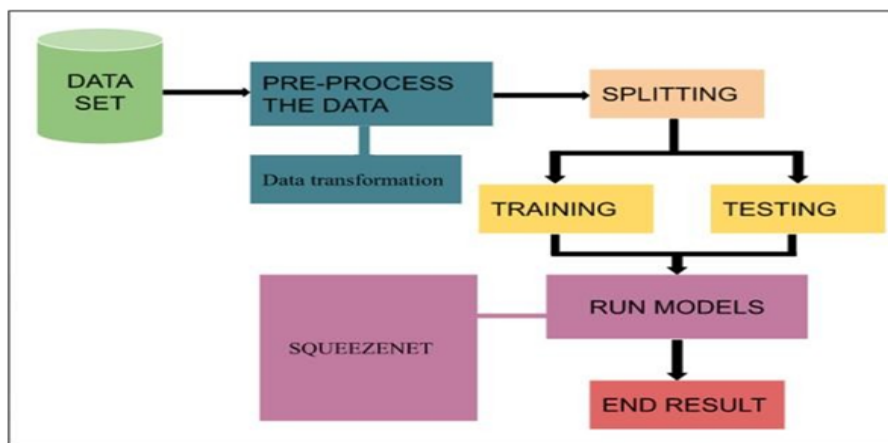 DATA
SET
PRE-PROCESS
THE DATA
SPLITTING
Data transformation
TRAINING
TESTING
SQUEEZENET
RUN MODELS
END RESULT